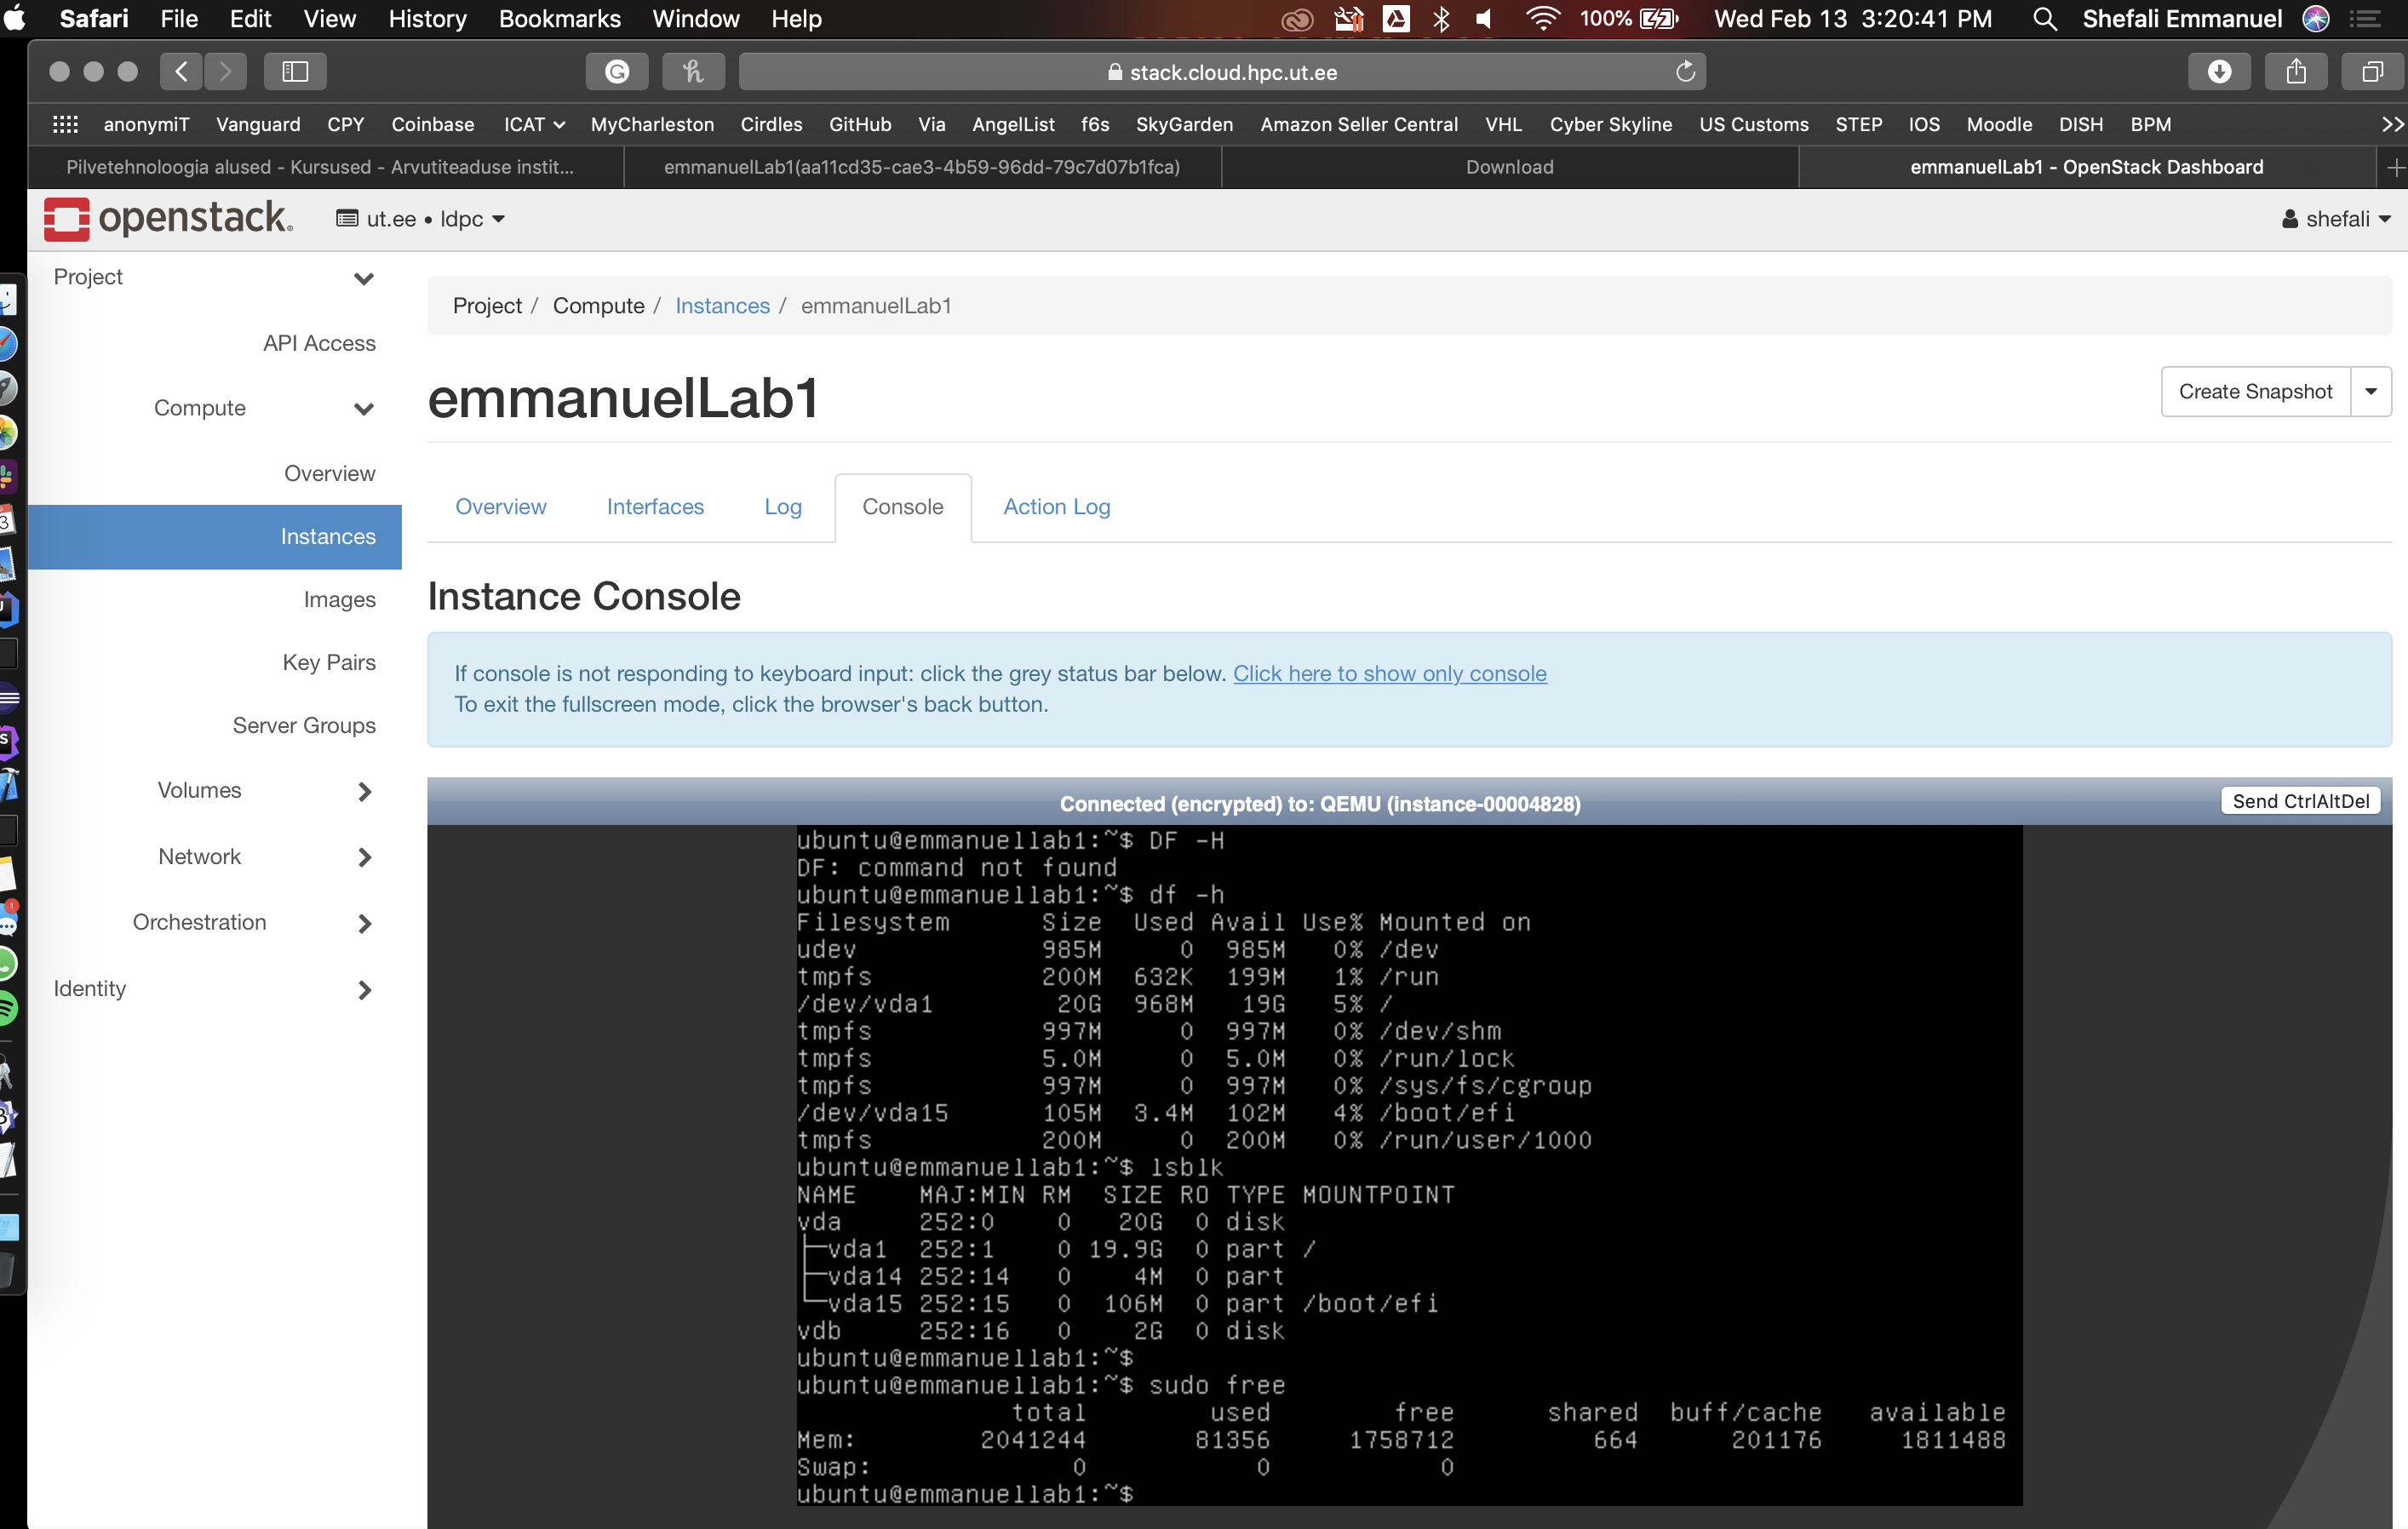 Safari File Edit View History Bookmarks Window Help 100% Wed Feb 13 3:20:41 PM Shefali Emmanuel
stack.cloud.hpc.ut.ee
anonymiT Vanguard CPY Coinbase ICAT MyCharleston Cirdles GitHub Via AngelList f6s SkyGarden Amazon Seller Central VHL Cyber Skyline US Customs STEP IOS Moodle DISH BPM
Pilvetehnoloogia alused - Kursused - Arvutiteaduse instit... emmanuelLab1(aa11cd35-cae3-4b59-96dd-79c7d07b1fca) Download emmanuelLab1 - OpenStack Dashboard
openstack. ut.ee • ldpc shefali
Project
API Access
Compute
Overview
Instances
Images
Key Pairs
Server Groups
Volumes
Network
Orchestration
Identity
Project / Compute / Instances / emmanuelLab1
emmanuelLab1
Create Snapshot
Overview Interfaces Log Console Action Log
Instance Console
If console is not responding to keyboard input: click the grey status bar below. Click here to show only console
To exit the fullscreen mode, click the browser's back button.
Connected (encrypted) to: QEMU (instance-00004828) Send CtrlAltDel
ubuntu@emmanuellab1:~$ DF -H
DF: command not found
ubuntu@emmanuellab1:~$ df -h
Filesystem Size Used Avail Use% Mounted on
udev 985M 0 985M 0% /dev
tmpfs 200M 632K 199M 1% /run
/dev/vda1 20G 968M 19G 5% /
tmpfs 997M 0 997M 0% /dev/shm
tmpfs 5.0M 0 5.0M 0% /run/lock
tmpfs 997M 0 997M 0% /sys/fs/cgroup
/dev/vda15 105M 3.4M 102M 4% /boot/efi
tmpfs 200M 0 200M 0% /run/user/1000
ubuntu@emmanuellab1:~$ lsblk
NAME MAJ:MIN RM SIZE RO TYPE MOUNTPOINT
vda 252:0 0 20G 0 disk
├─vda1 252:1 0 19.9G 0 part /
├─vda14 252:14 0 4M 0 part
└─vda15 252:15 0 106M 0 part /boot/efi
vdb 252:16 0 2G 0 disk
ubuntu@emmanuellab1:~$
ubuntu@emmanuellab1:~$ sudo free
total used free shared buff/cache available
Mem: 2041244 81356 1758712 664 201176 1811488
Swap: 0 0 0
ubuntu@emmanuellab1:~$